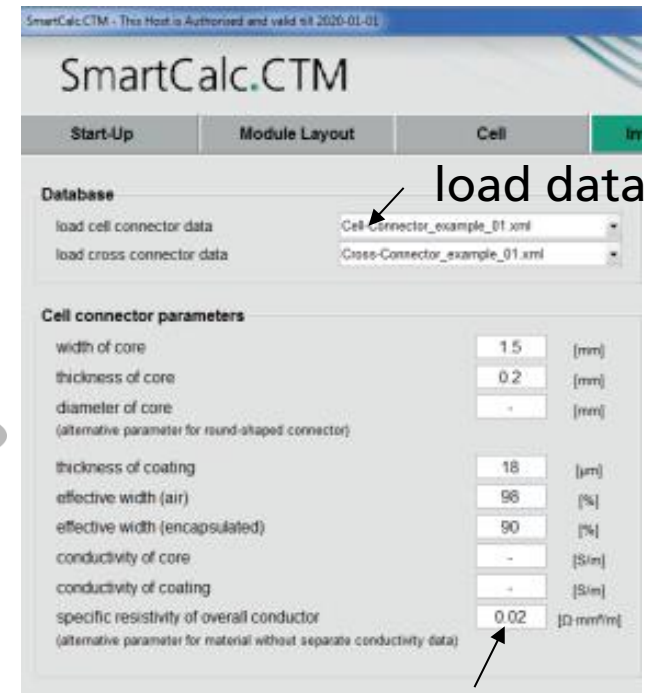 SmartCalc.CTM - This Host is Authorised and valid till 2020-01-01
SmartCalc.CTM
Start-Up Module Layout Cell In
load data
Database
load cell connector data Cell-Connector_example_01.xml
load cross connector data Cross-Connector_example_01.xml
Cell connector parameters
width of core 1.5 [mm]
thickness of core 0.2 [mm]
diameter of core - [mm]
(alternative parameter for round-shaped connector)
thickness of coating 18 [µm]
effective width (air) 98 [%]
effective width (encapsulated) 90 [%]
conductivity of core - [S/m]
conductivity of coating - [S/m]
specific resistivity of overall conductor 0.02 [Ω·mm²/m]
(alternative parameter for material without separate conductivity data)